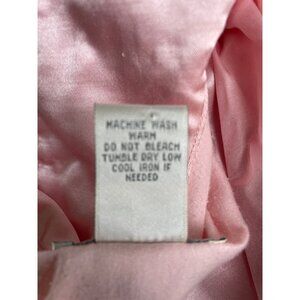 MACHINE WASH
WARM
DO NOT BLEACH
TUMBLE DRY LOW
COOL IRON IF
NEEDED